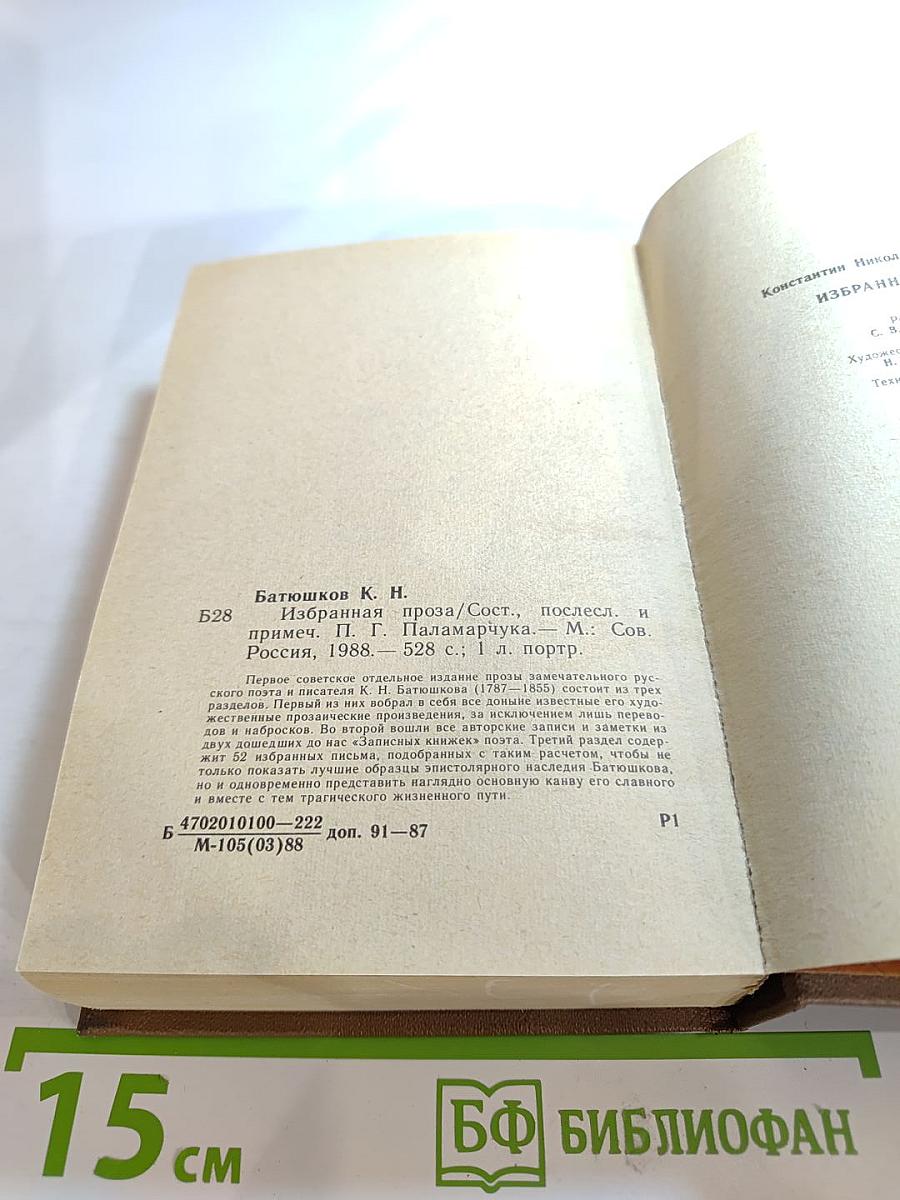 Батюшков К. Н.
Б28 Избранная проза/Сост., послесл. и
примеч. П. Г. Паламарчука.— М.: Сов.
Россия, 1988.— 528 с.; 1 л. портр.
Первое советское отдельное издание прозы замечательного рус-
ского поэта и писателя К. Н. Батюшкова (1787—1855) состоит из трех
разделов. Первый из них вобрал в себя все доныне известные его худо-
жественные прозаические произведения, за исключением лишь перево-
дов и набросков. Во второй вошли все авторские записи и заметки из
двух дошедших до нас «Записных книжек» поэта. Третий раздел содер-
жит 52 избранных письма, подобранных с таким расчетом, чтобы не
только показать лучшие образцы эпистолярного наследия Батюшкова,
но и одновременно представить наглядно основную канву его славного
и вместе с тем трагического жизненного пути.
Б 4702010100—222 доп. 91—87 Р1
М-105(03)88
Константин Никол
ИЗБРАНН
С. В.
Художес
Н.
Техн
15 см БФ БИБЛИОФАН